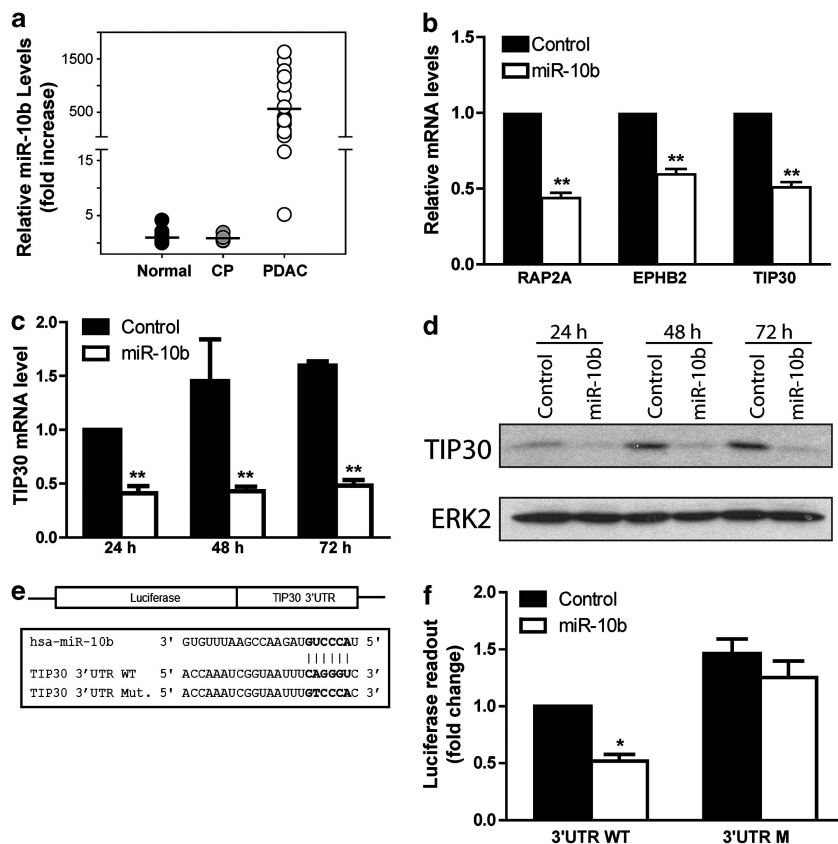 a
Relative miR-10b Levels
(fold increase)
1500
500
15
5
Normal CP PDAC
b
Relative mRNA levels
1.5
1.0
0.5
0.0
Control
miR-10b
**
**
**
RAP2A EPHB2 TIP30
c
TIP30 mRNA level
2.0
1.5
1.0
0.5
0.0
Control
miR-10b
**
**
**
24 h 48 h 72 h
d
24 h 48 h 72 h
Control miR-10b Control miR-10b Control miR-10b
TIP30
ERK2
e
Luciferase TIP30 3'UTR
hsa-miR-10b 3' GUGUUUAAGCCAAGAUGUCCCAU 5'
TIP30 3'UTR WT 5' ACCAAAUCGGUAAUUUCAGGGUC 3'
TIP30 3'UTR Mut. 5' ACCAAAUCGGUAAUUUGTCCCAC 3'
f
Luciferase readout
(fold change)
2.0
1.5
1.0
0.5
0.0
Control
miR-10b
*
3'UTR WT 3'UTR M